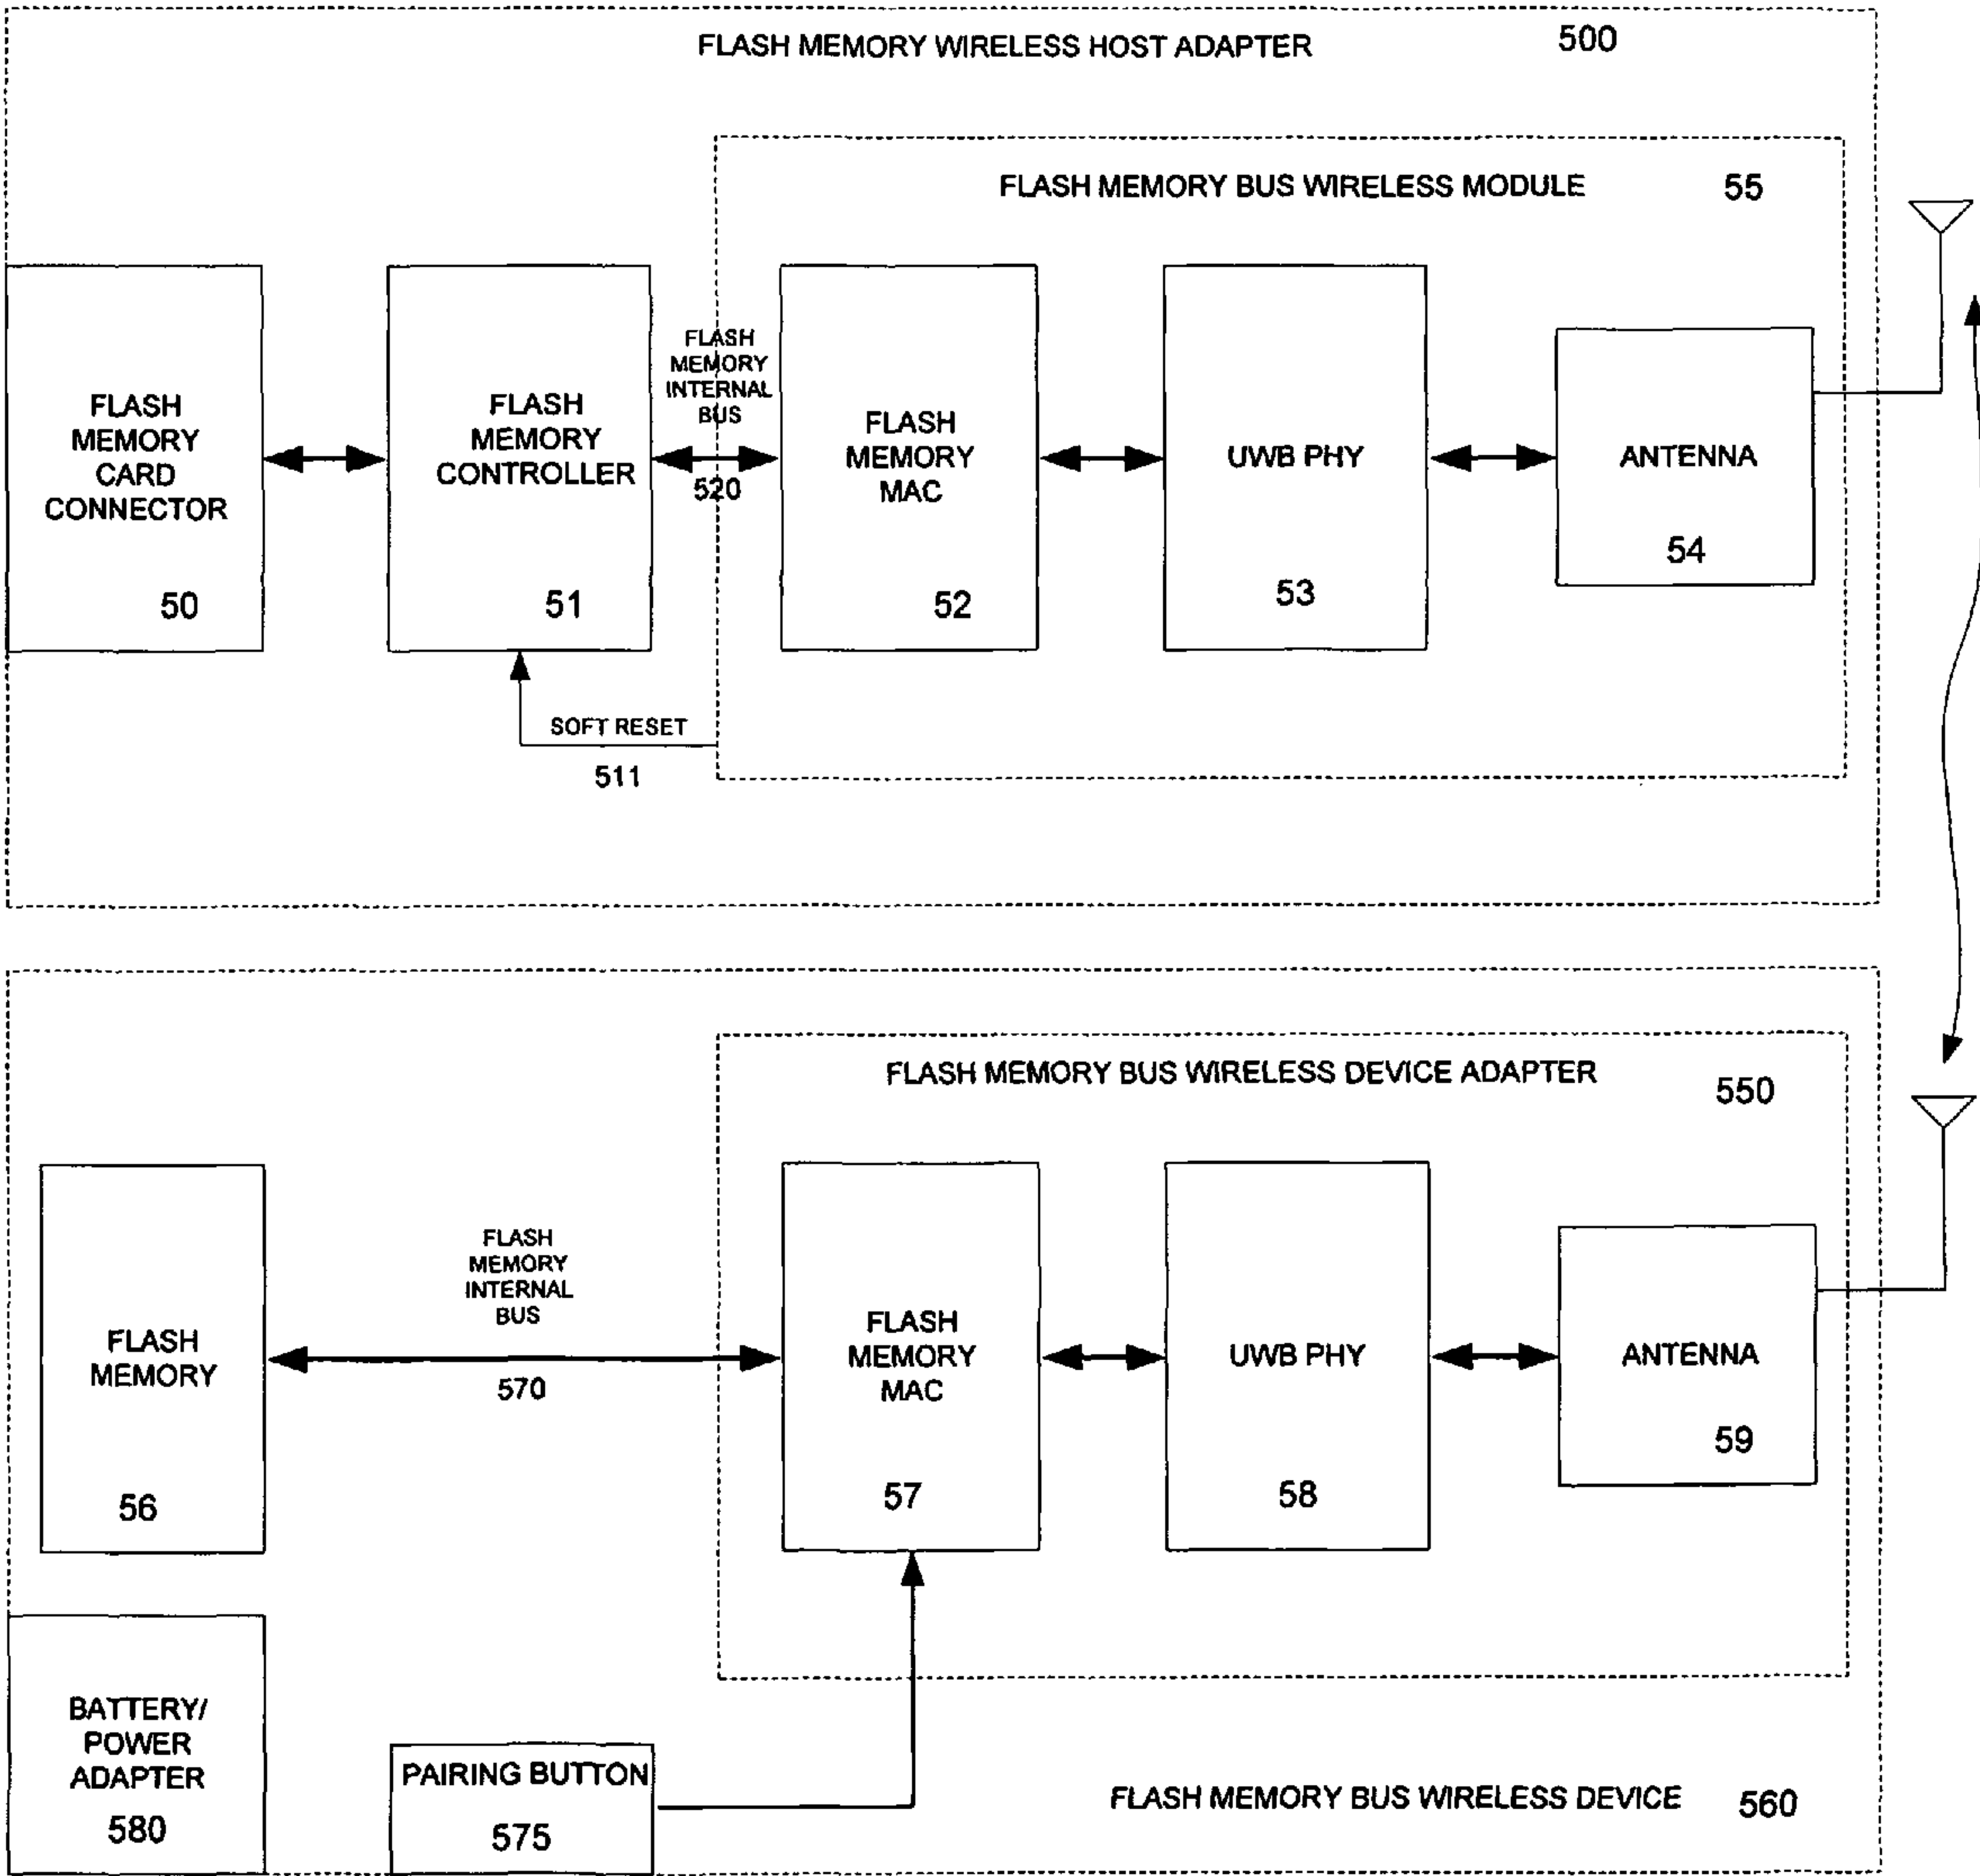 FLASH MEMORY WIRELESS HOST ADAPTER 500
FLASH MEMORY BUS WIRELESS MODULE 55
FLASH
MEMORY
CARD
CONNECTOR
50
FLASH
MEMORY
CONTROLLER
51
FLASH
MEMORY
INTERNAL
BUS
520
FLASH
MEMORY
MAC
52
UWB PHY
53
ANTENNA
54
SOFT RESET
511
FLASH MEMORY BUS WIRELESS DEVICE ADAPTER 550
FLASH
MEMORY
56
FLASH
MEMORY
INTERNAL
BUS
570
FLASH
MEMORY
MAC
57
UWB PHY
58
ANTENNA
59
BATTERY/
POWER
ADAPTER
580
PAIRING BUTTON
575
FLASH MEMORY BUS WIRELESS DEVICE 560